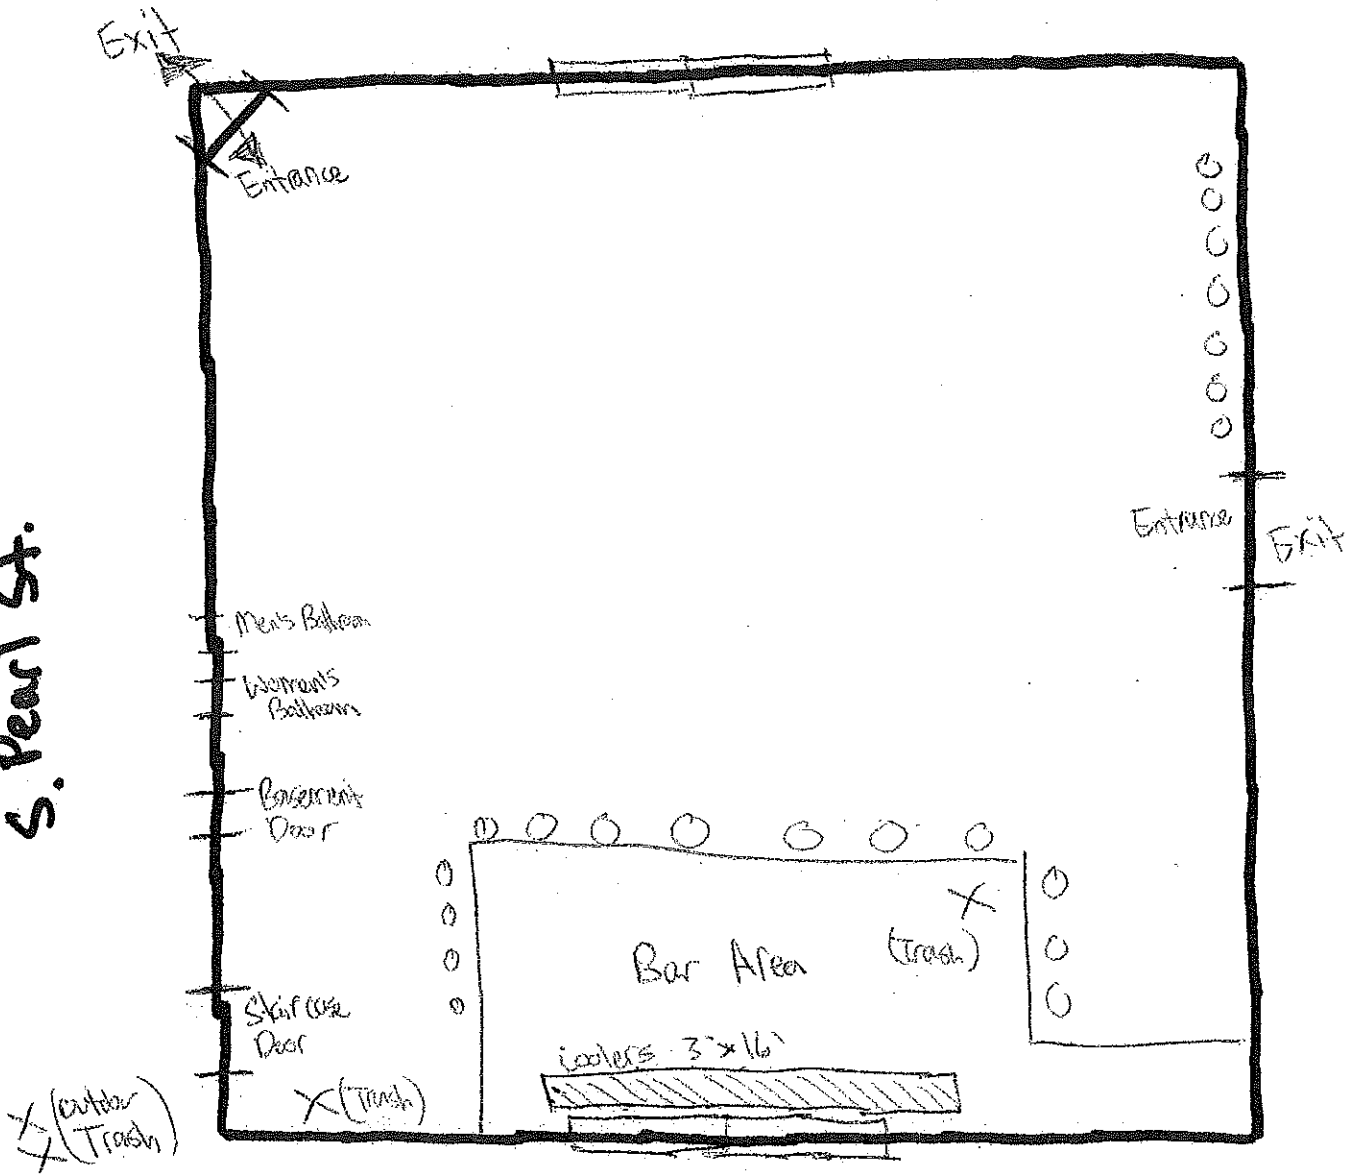 Exit
Entrance
Entrance
Exit
S. Pearl St.
Men's Bathroom
Women's
Bathroom
Basement
Door
Bar Area
(Trash)
Staircase
Door
coolers 3'x16'
X (Trash)
X (Outdoor
X Trash)